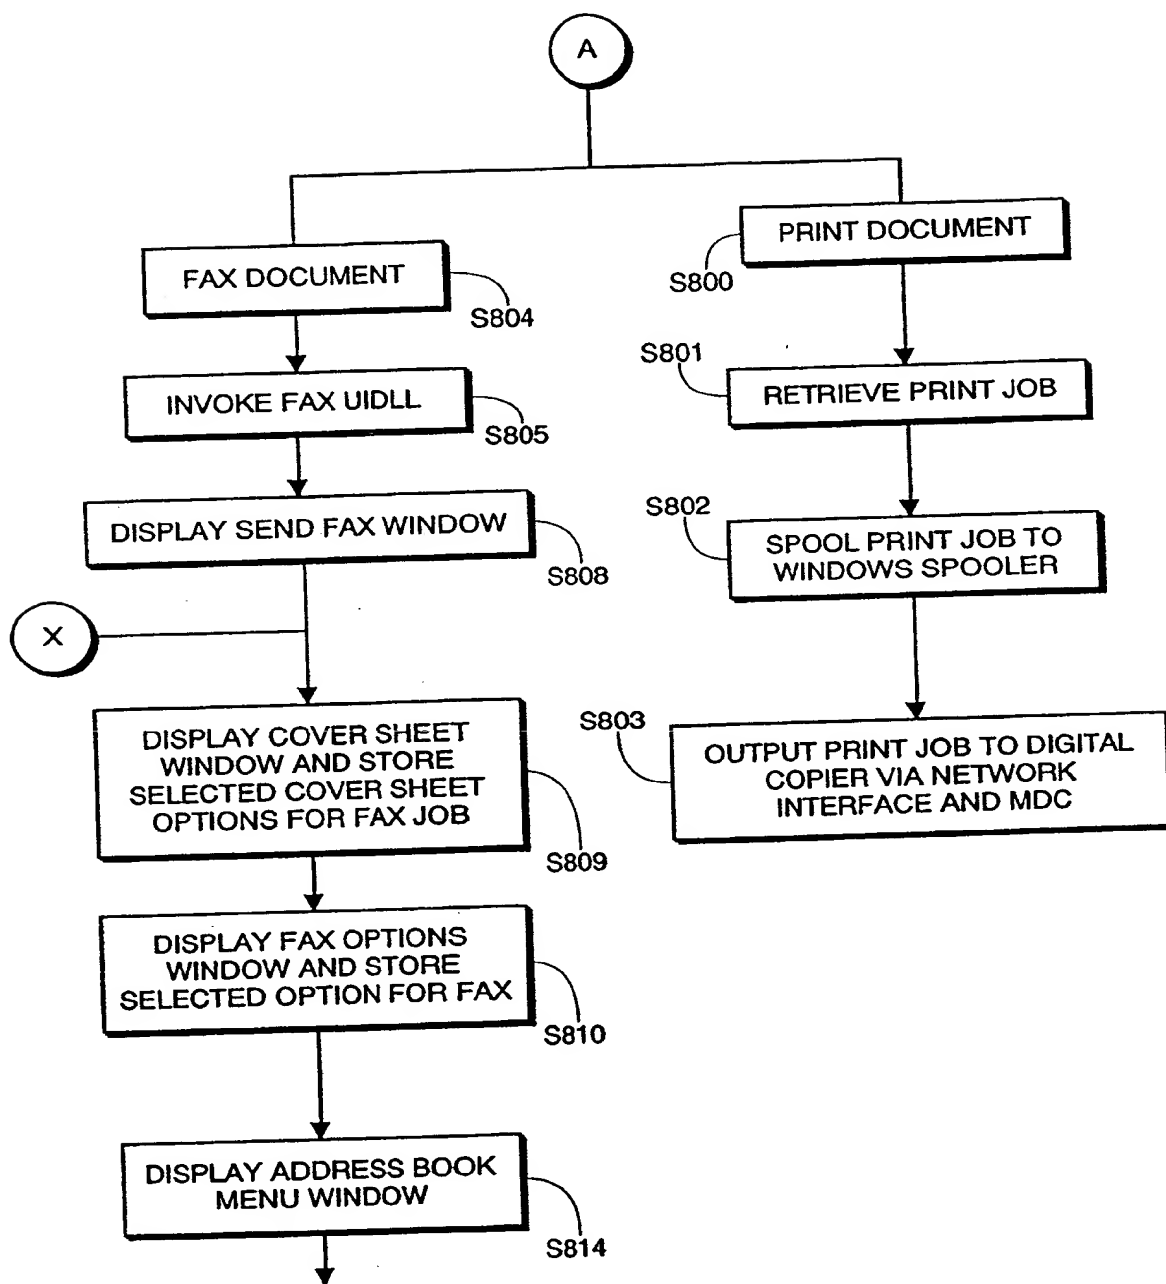 A
FAX DOCUMENT
S804
INVOKE FAX UIDLL
S805
DISPLAY SEND FAX WINDOW
S808
X
DISPLAY COVER SHEET
WINDOW AND STORE
SELECTED COVER SHEET
OPTIONS FOR FAX JOB
S809
DISPLAY FAX OPTIONS
WINDOW AND STORE
SELECTED OPTION FOR FAX
S810
DISPLAY ADDRESS BOOK
MENU WINDOW
S814
PRINT DOCUMENT
S800
S801
RETRIEVE PRINT JOB
S802
SPOOL PRINT JOB TO
WINDOWS SPOOLER
S803
OUTPUT PRINT JOB TO DIGITAL
COPIER VIA NETWORK
INTERFACE AND MDC